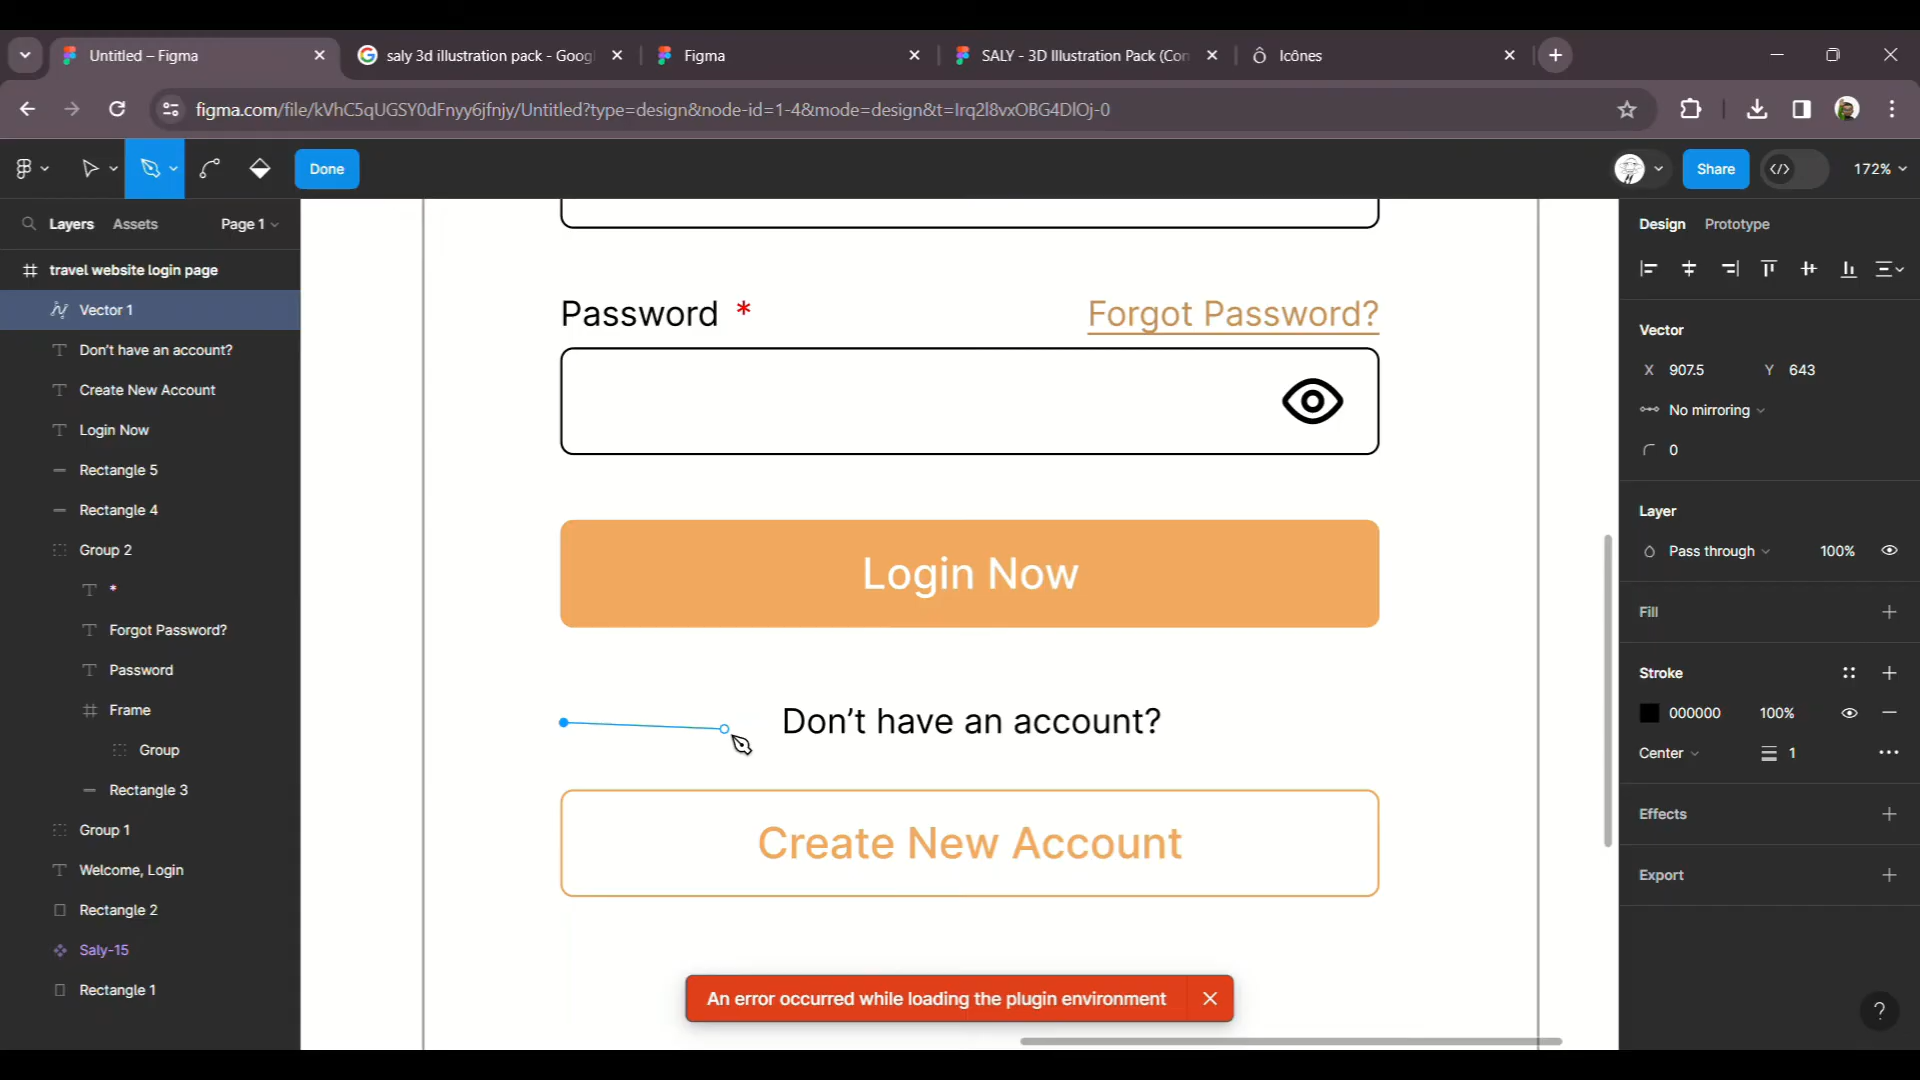 Untitled – Figma
saly 3d illustration pack - Goog
Figma
SALY - 3D Illustration Pack (Con
Icônes
figma.com/file/kVhC5qUGSY0dFnyy6jfnjy/Untitled?type=design&node-id=1-4&mode=design&t=Irq2l8vxOBG4DlOj-0
Done
Share
172%
Layers
Assets
Page 1
travel website login page
Vector 1
Don't have an account?
Create New Account
Login Now
Rectangle 5
Rectangle 4
Group 2
*
Forgot Password?
Password
Frame
Group
Rectangle 3
Group 1
Welcome, Login
Rectangle 2
Saly-15
Rectangle 1
Password *
Forgot Password?
Login Now
Don't have an account?
Create New Account
An error occurred while loading the plugin environment
Design
Prototype
Vector
X 907.5 Y 643
No mirroring
0
Layer
Pass through 100%
Fill
Stroke
000000 100%
Center 1
Effects
Export
?